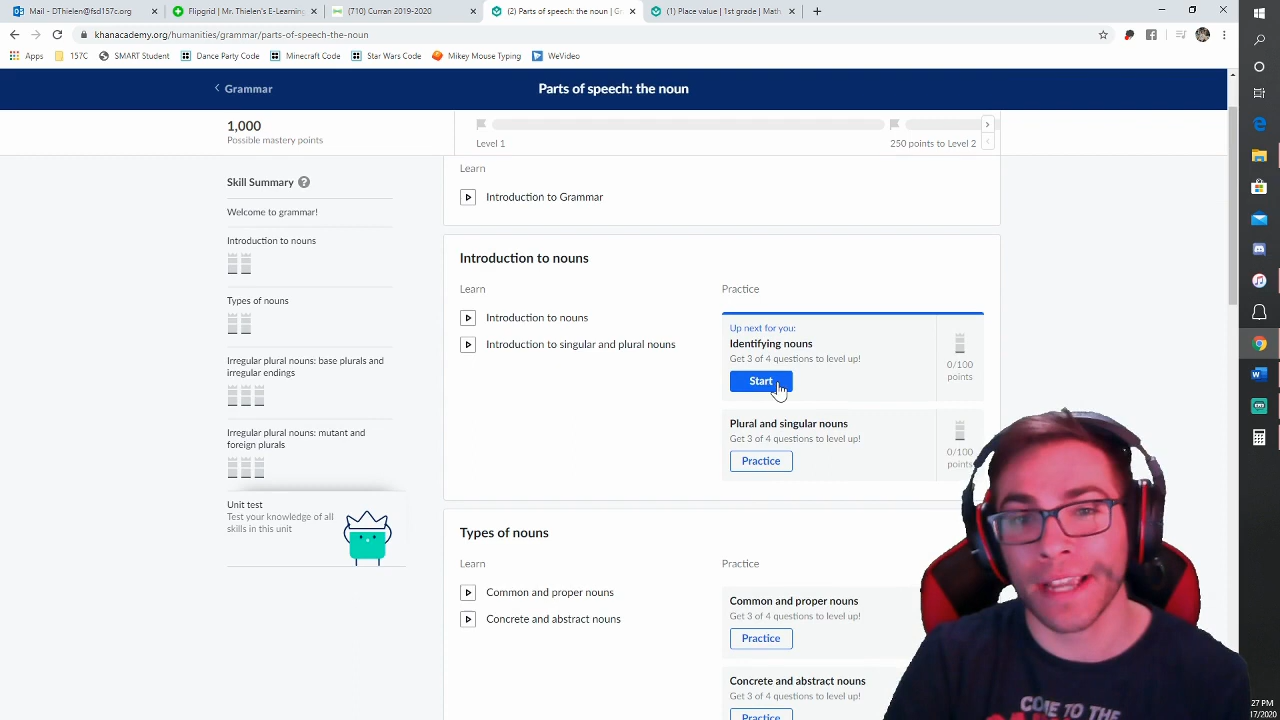 Mail - DThielen@fsd157c.org
Flipgrid | Mr. Thielen's E-Learning
(710) Curran 2019-2020
(2) Parts of speech: the noun | Gra
(1) Place value | 1st grade | Math
khanacademy.org/humanities/grammar/parts-of-speech-the-noun
Apps
157C
SMART Student
Dance Party Code
Minecraft Code
Star Wars Code
Mikey Mouse Typing
WeVideo
Grammar
Parts of speech: the noun
1,000
Possible mastery points
Level 1
250 points to Level 2
Skill Summary
Welcome to grammar!
Introduction to nouns
Types of nouns
Irregular plural nouns: base plurals and
irregular endings
Irregular plural nouns: mutant and
foreign plurals
Unit test
Test your knowledge of all
skills in this unit
Learn
Introduction to Grammar
Introduction to nouns
Learn
Introduction to nouns
Introduction to singular and plural nouns
Practice
Up next for you:
Identifying nouns
Get 3 of 4 questions to level up!
Start
0/100
points
Plural and singular nouns
Get 3 of 4 questions to level up!
Practice
0/100
points
Types of nouns
Learn
Common and proper nouns
Concrete and abstract nouns
Practice
Common and proper nouns
Get 3 of 4 questions to level up!
Practice
Concrete and abstract nouns
Get 3 of 4 questions to level up!
Practice
COME TO THE
:27 PM
17/2020